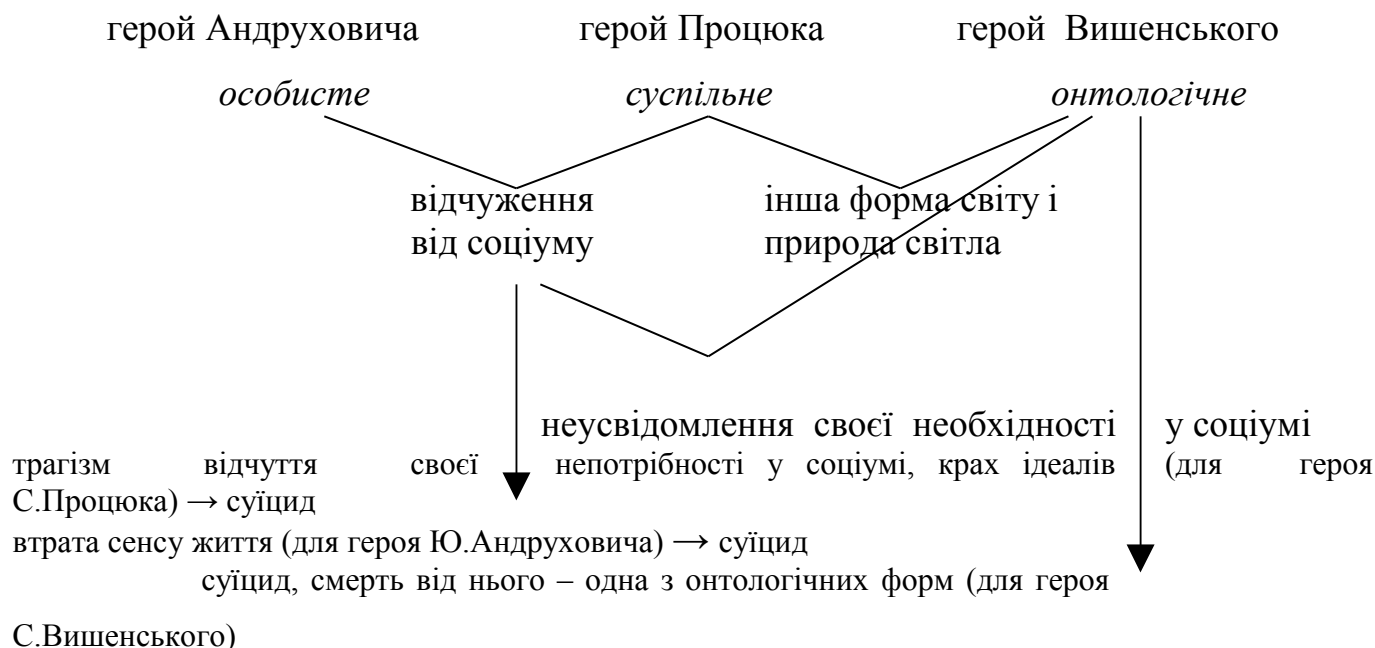 герой Андруховича герой Процюка герой Вишенського
особисте суспільне онтологічне
відчуження інша форма світу і
від соціуму природа світла
неусвідомлення своєї необхідності у соціумі
трагізм відчуття своєї непотрібності у соціумі, крах ідеалів (для героя
С.Процюка) → суїцид
втрата сенсу життя (для героя Ю.Андруховича) → суїцид
суїцид, смерть від нього – одна з онтологічних форм (для героя
С.Вишенського)